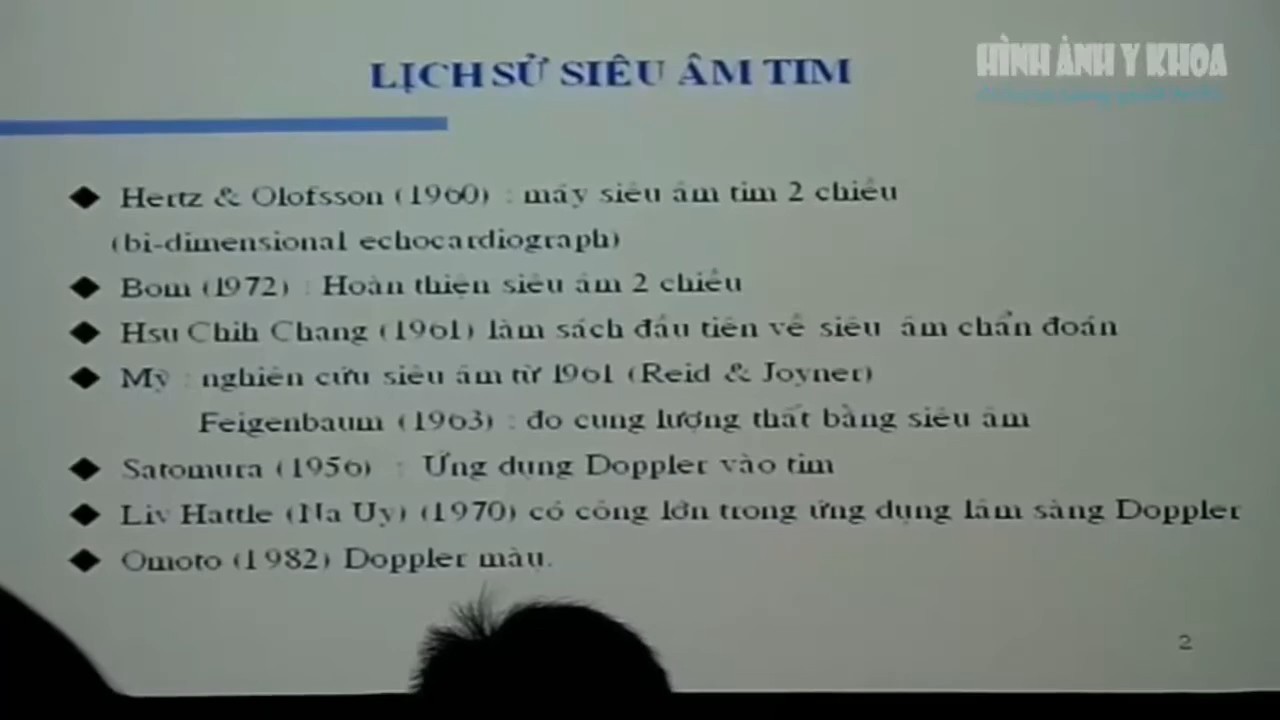 LỊCH SỬ SIÊU ÂM TIM
HÌNH ẢNH Y KHOA
Hertz & Olofsson (1960) : máy siêu âm tim 2 chiều
(bi-dimensional echocardiograph)
Bom (1972) : Hoàn thiện siêu âm 2 chiều
Hsu Chih Chang (1961) làm sách đầu tiên về siêu âm chẩn đoán
Mỹ : nghiên cứu siêu âm từ 1961 (Reid & Joyner)
Feigenbaum (1963) : đo cung lượng thất bằng siêu âm
Satomura (1956) : Ứng dụng Doppler vào tim
Liv Hattle (Na Uy) (1970) có công lớn trong ứng dụng lâm sàng Doppler
Omoto (1982) Doppler màu.
2